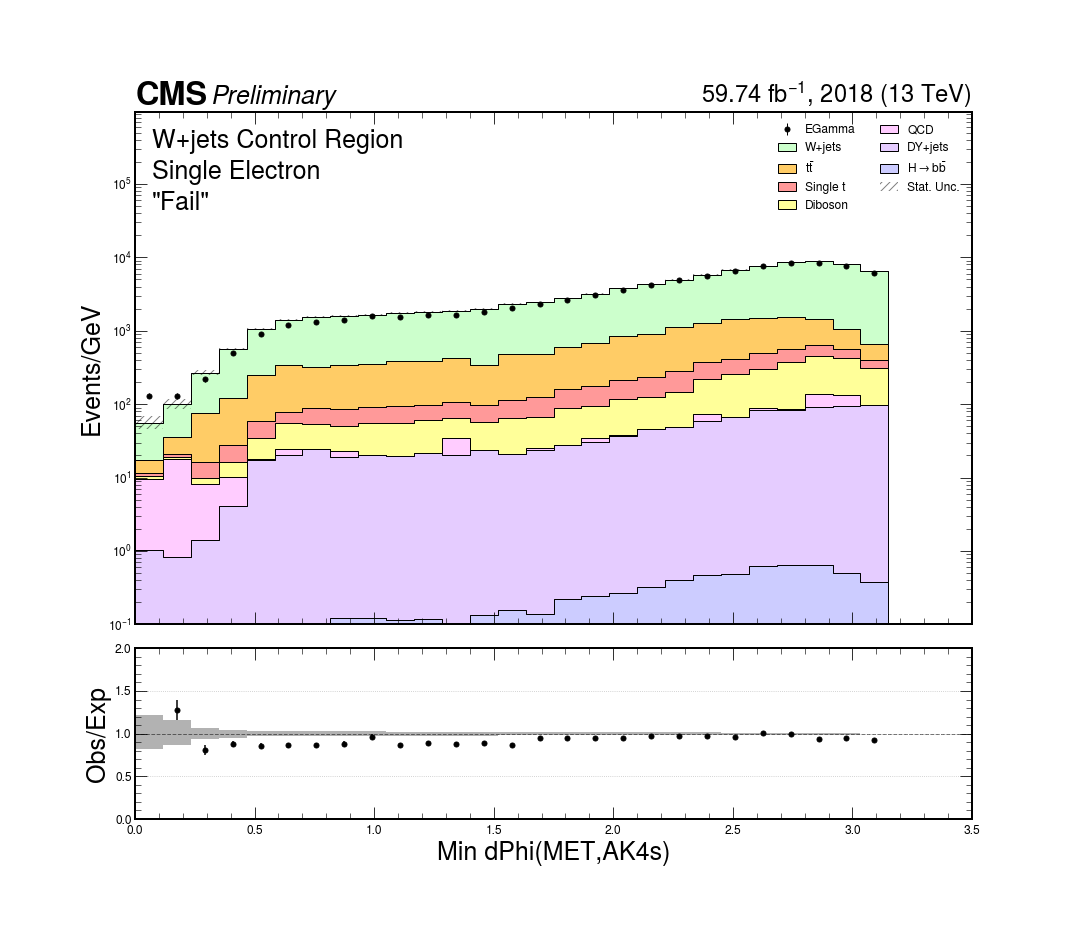 CMS Preliminary 59.74 fb⁻¹, 2018 (13 TeV)
W+jets Control Region
Single Electron
"Fail"
EGamma
W+jets
tt̄
Single t
Diboson
QCD
DY+jets
H→bb̄
Stat. Unc.
Events/GeV
10⁵
10⁴
10³
10²
10¹
10⁰
10⁻¹
Obs/Exp
2.0
1.5
1.0
0.5
0.0
0.0 0.5 1.0 1.5 2.0 2.5 3.0 3.5
Min dPhi(MET,AK4s)